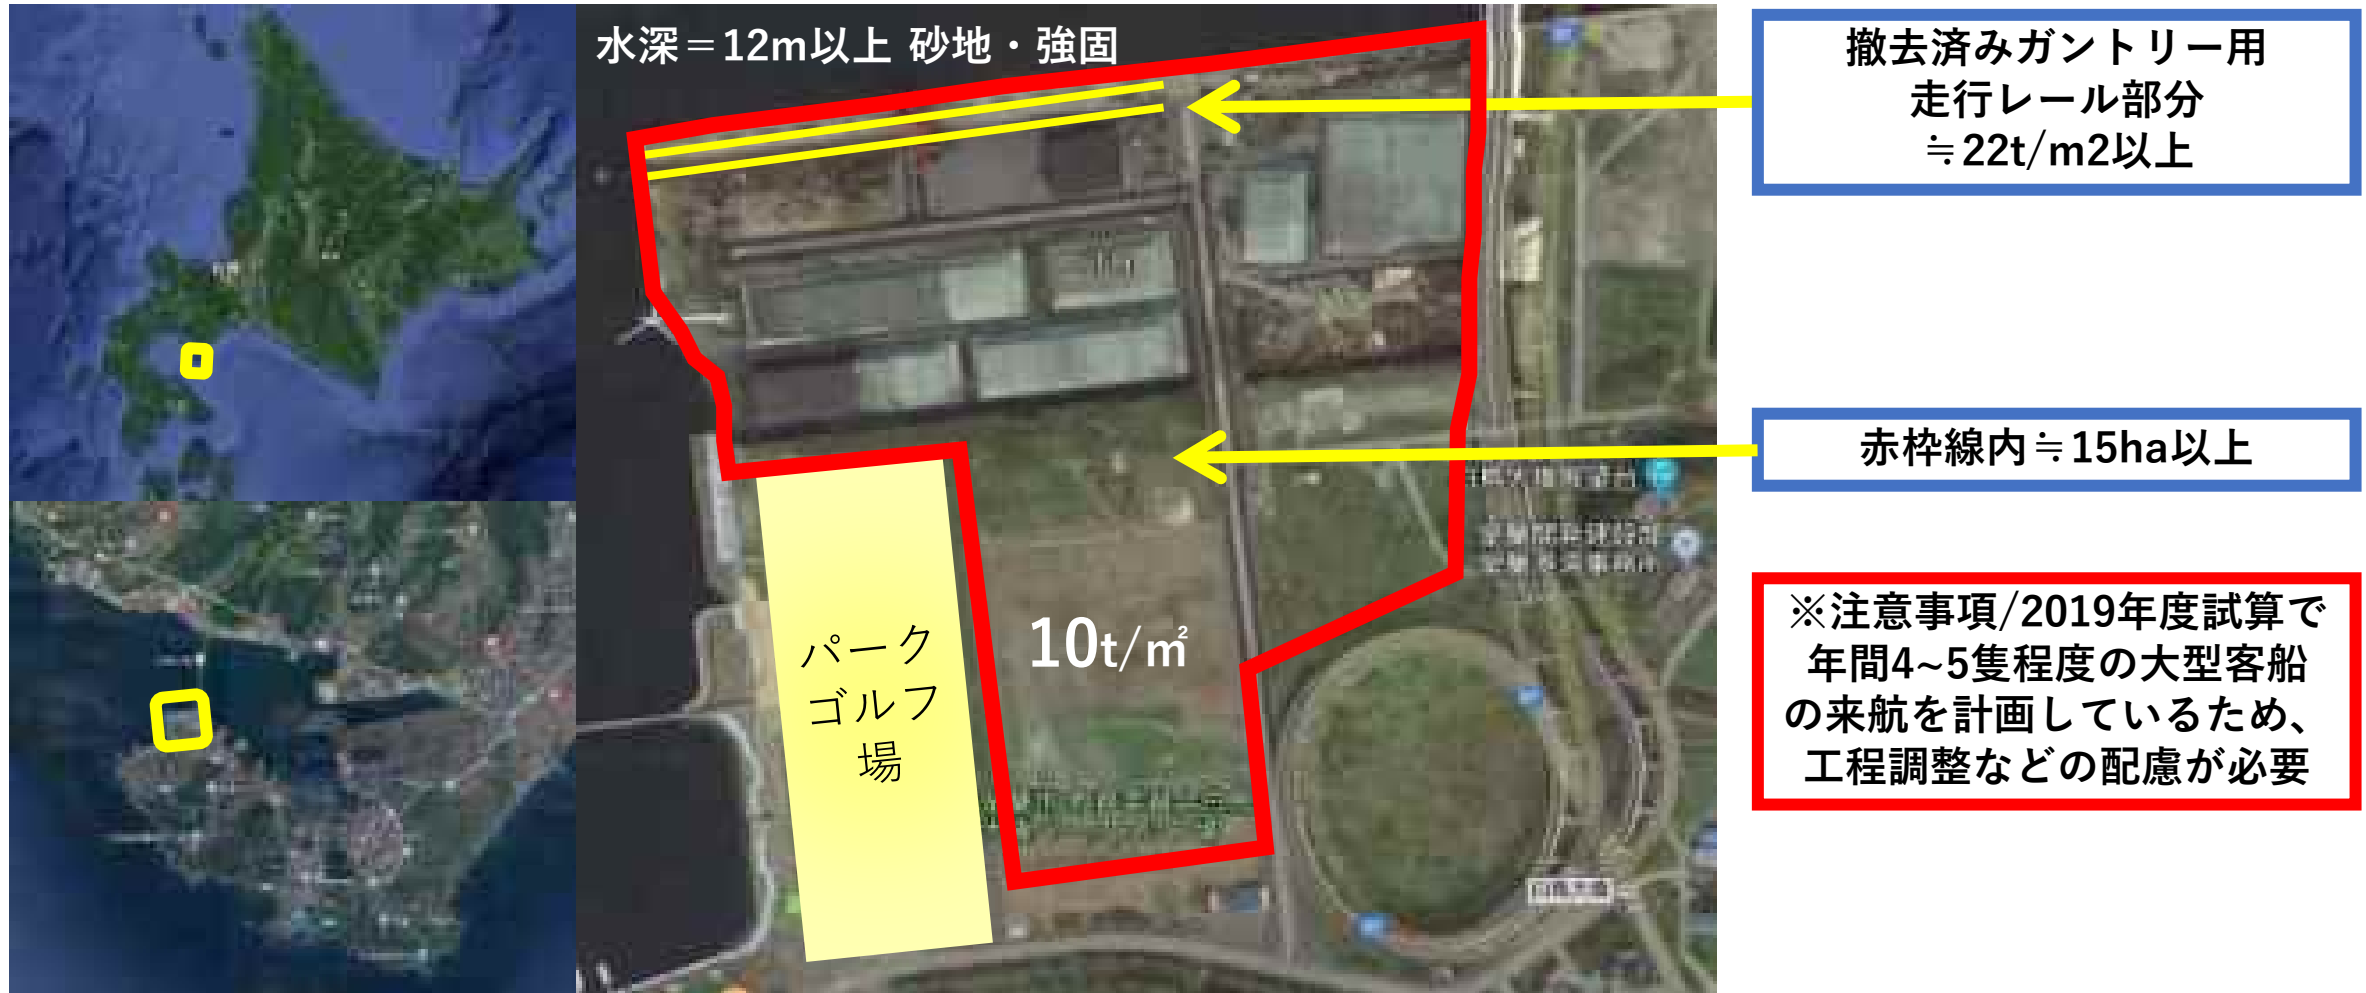 水深＝12m以上 砂地・強固
撤去済みガントリー用
走行レール部分
≒22t/m2以上
赤枠線内≒15ha以上
パーク
ゴルフ
場
10t/㎡
※注意事項/2019年度試算で
年間4~5隻程度の大型客船
の来航を計画しているため、
工程調整などの配慮が必要